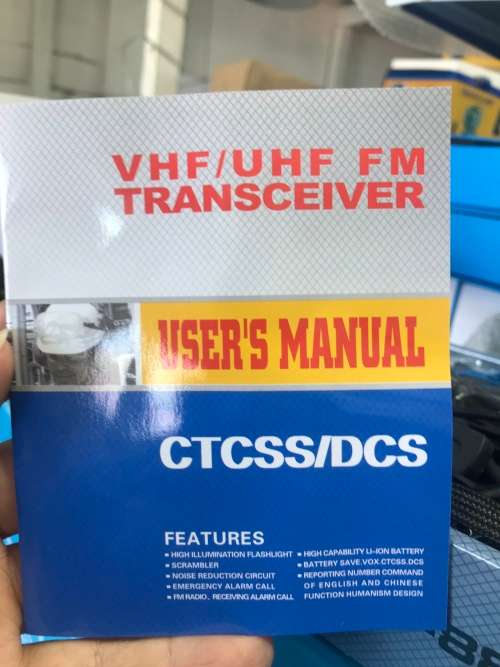 VHF/UHF FM
TRANSCEIVER
USER'S MANUAL
CTCSS/DCS
FEATURES
▪ HIGH ILLUMINATION FLASHLIGHT
▪ SCRAMBLER
▪ NOISE REDUCTION CIRCUIT
▪ EMERGENCY ALARM CALL
▪ FM RADIO.. RECEIVING ALARM CALL
▪ HIGH CAPABILITY LI-ION BATTERY
▪ BATTERY SAVE.VOX.CTCSS.DCS
▪ REPORTING NUMBER COMMAND
OF ENGLISH AND CHINESE
FUNCTION HUMANISM DESIGN